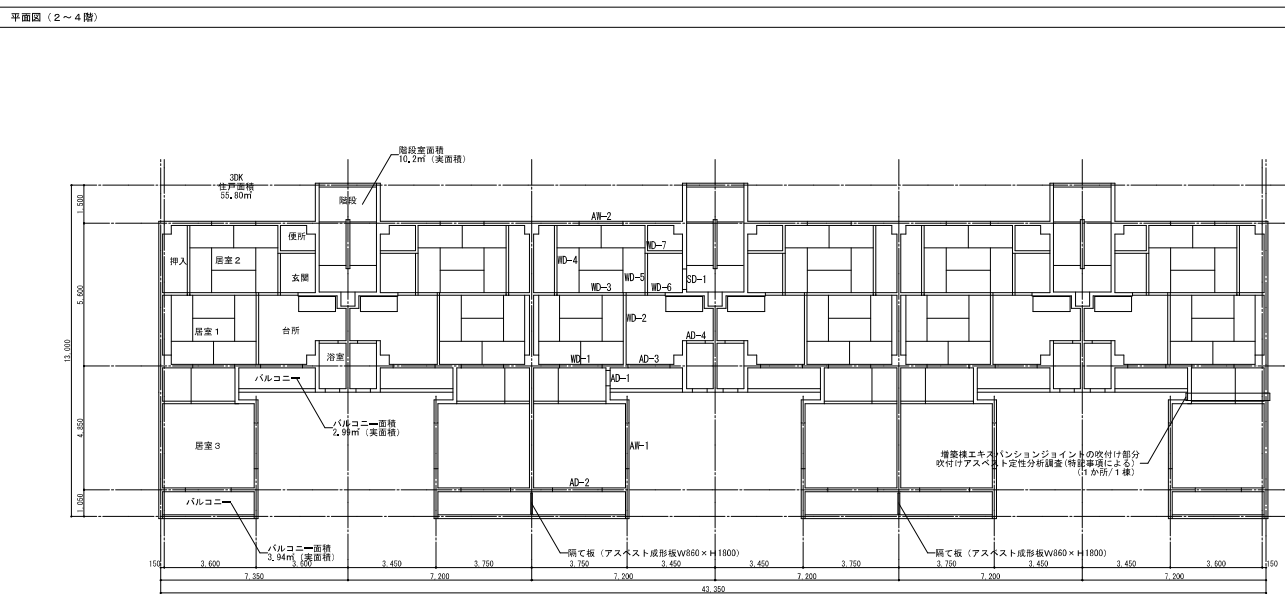 平面図（２～４階）
階段室面積
10.2㎡（実面積）
3DK
住戸面積
55.80㎡
階段
AW-2
便所
WD-7
押入
居室２
WD-4
玄関
WD-5
SD-1
WD-3
WD-6
WD-2
居室１
台所
AD-4
浴室
WD-1
AD-3
バルコニー
AD-1
バルコニー面積
2.99㎡（実面積）
居室３
AW-1
増築棟エキスパンションジョイントの吹付け部分
吹付けアスベスト定性分析調査(特記事項による)
(１か所/１棟)
AD-2
バルコニー
バルコニー面積
3.94㎡（実面積）
隔て板（アスベスト成形板W860×H1800）
隔て板（アスベスト成形板W860×H1800）
1,500
5,600
13,000
4,850
1,050
150
3,600
3,600
3,450
3,750
7,200
3,450
3,450
3,750
3,750
3,450
3,450
3,600
150
7,350
7,200
7,200
7,200
7,200
43,350